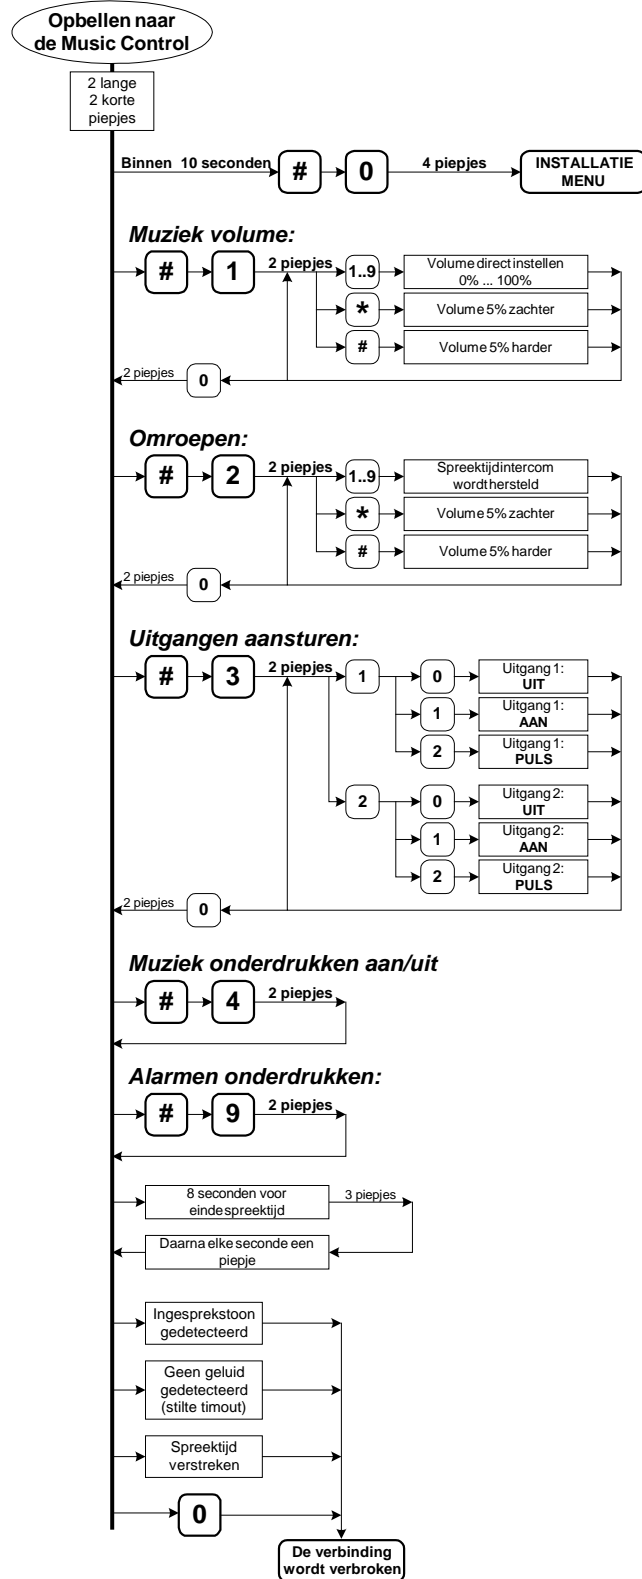 Opbellen naar
de Music Control
2 lange
2 korte
piepjes
Binnen 10 seconden
#
0
4 piepjes
INSTALLATIE
MENU
Muziek volume:
#
1
2 piepjes
1..9
Volume direct instellen
0% ... 100%
*
Volume 5% zachter
#
Volume 5% harder
2 piepjes
0
Omroepen:
#
2
2 piepjes
1..9
Spreektijd intercom
wordt hersteld
*
Volume 5% zachter
#
Volume 5% harder
2 piepjes
0
Uitgangen aansturen:
#
3
2 piepjes
1
0
Uitgang 1:
UIT
1
Uitgang 1:
AAN
2
Uitgang 1:
PULS
2
0
Uitgang 2:
UIT
1
Uitgang 2:
AAN
2
Uitgang 2:
PULS
2 piepjes
0
Muziek onderdrukken aan/uit
#
4
2 piepjes
Alarmen onderdrukken:
#
9
2 piepjes
8 seconden voor
einde spreektijd
3 piepjes
Daarna elke seconde een
piepje
Ingesprekstoon
gedetecteerd
Geen geluid
gedetecteerd
(stilte timout)
Spreektijd
verstreken
0
De verbinding
wordt verbroken